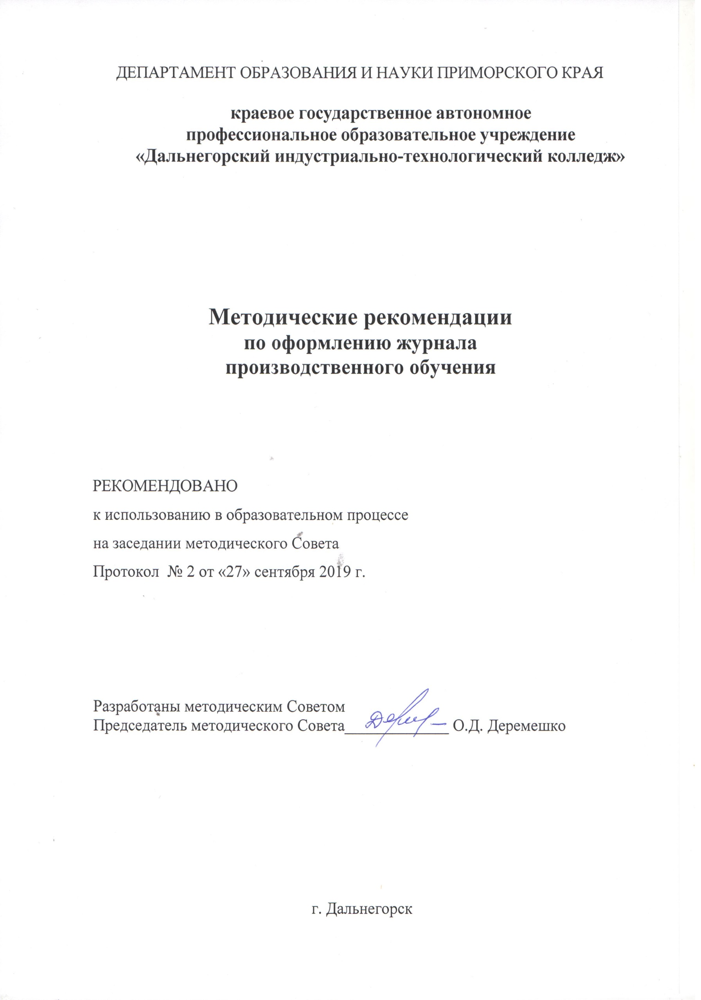 ДЕПАРТАМЕНТ ОБРАЗОВАНИЯ И НАУКИ ПРИМОРСКОГО КРАЯ
краевое государственное автономное
профессиональное образовательное учреждение
«Дальнегорский индустриально-технологический колледж»
Методические рекомендации
по оформлению журнала
производственного обучения
РЕКОМЕНДОВАНО
к использованию в образовательном процессе
на заседании методического Совета
Протокол № 2 от «27» сентября 2019 г.
Разработаны методическим Советом
Председатель методического Совета____________ О.Д. Деремешко
г. Дальнегорск